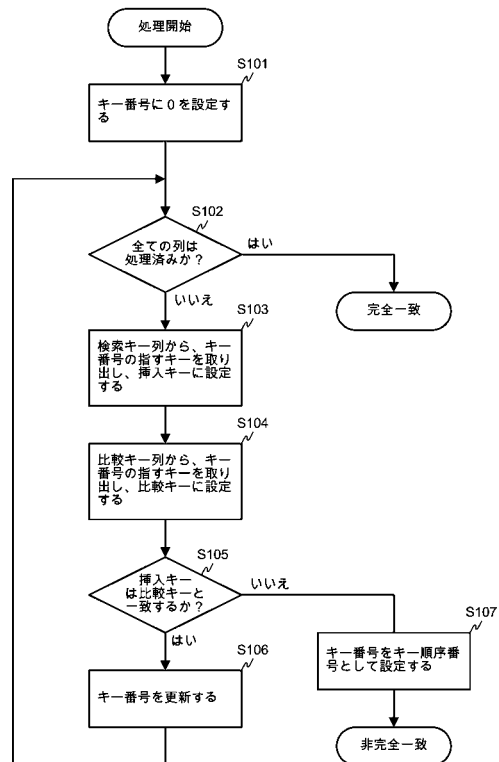 処理開始
S101
キー番号に０を設定す
る
S102
全ての列は
処理済みか？
はい
いいえ
完全一致
S103
検索キー列から、キー
番号の指すキーを取り
出し、挿入キーに設定
する
S104
比較キー列から、キー
番号の指すキーを取り
出し、比較キーに設定
する
S105
挿入キー
は比較キーと
一致するか？
いいえ
はい
S107
キー番号をキー順序番
号として設定する
S106
キー番号を更新する
非完全一致